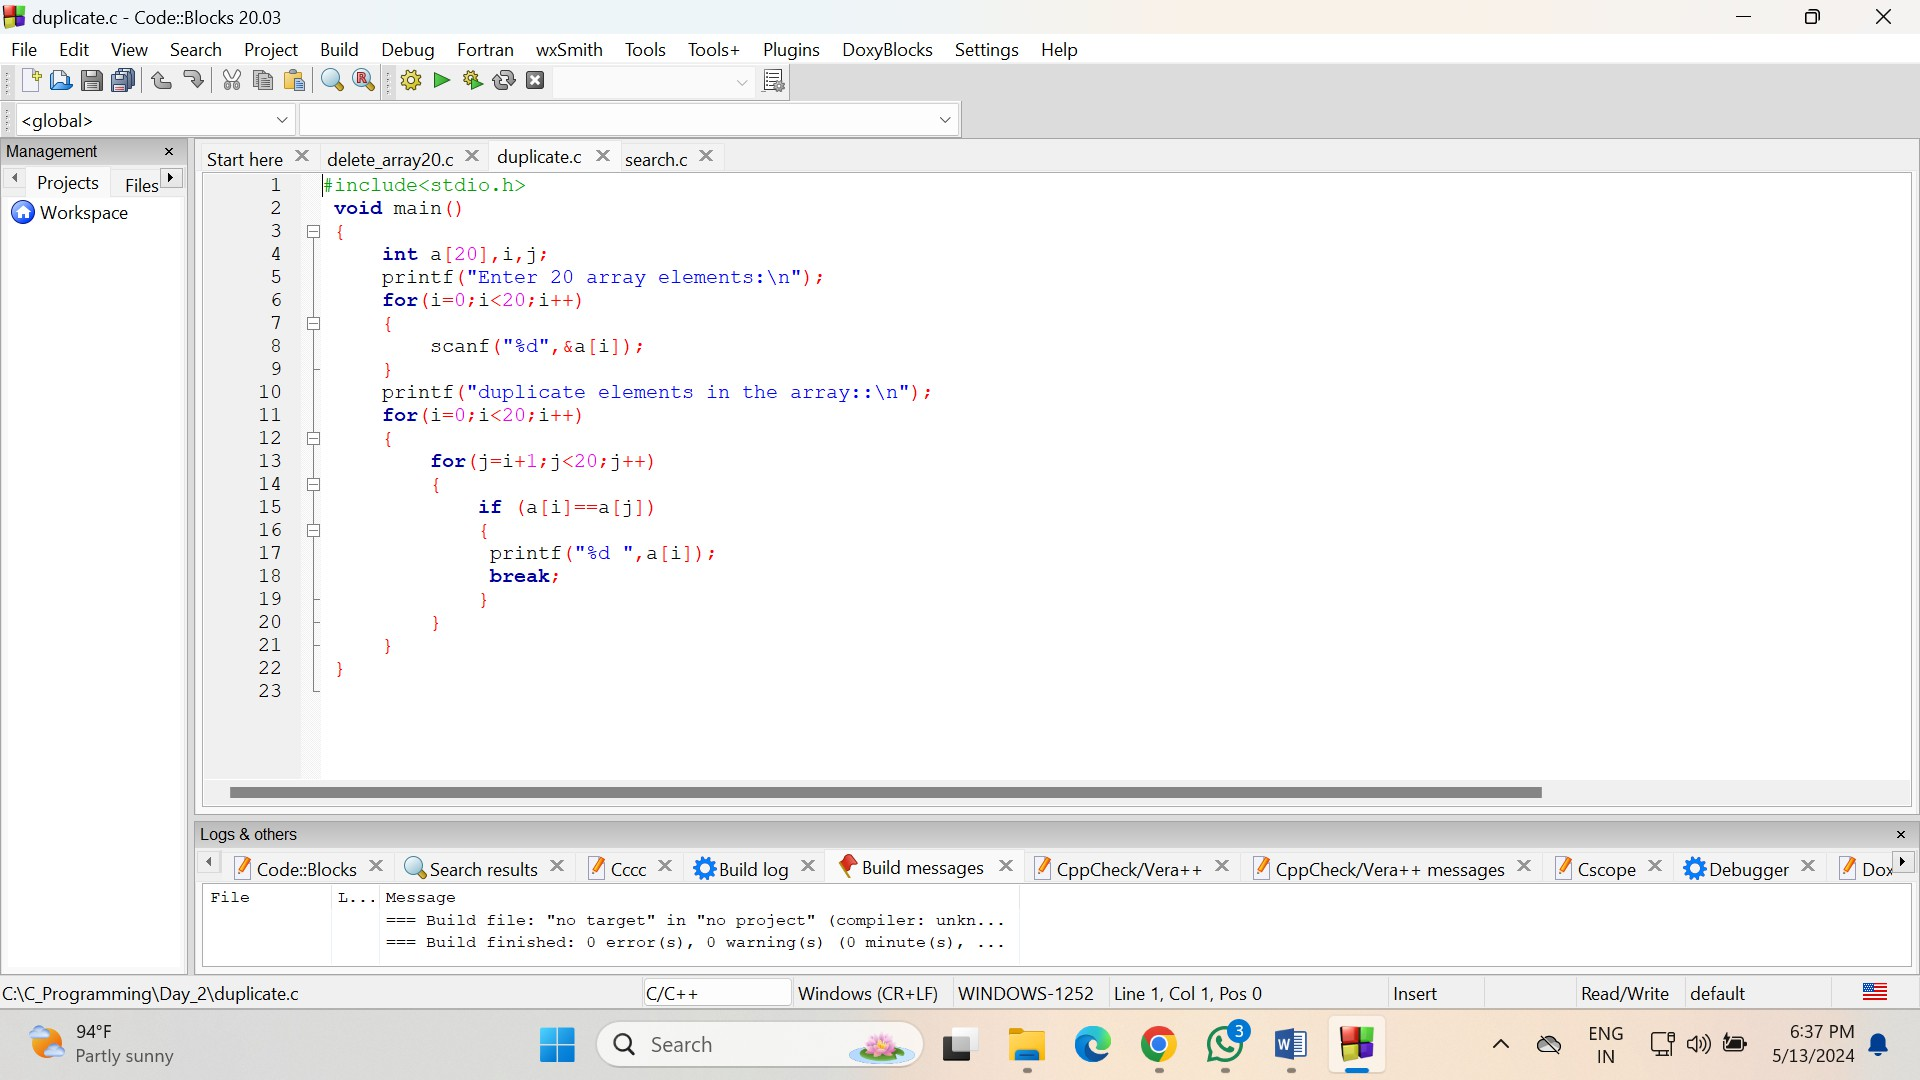 duplicate.c - Code::Blocks 20.03
File Edit View Search Project Build Debug Fortran wxSmith Tools Tools+ Plugins DoxyBlocks Settings Help
<global>
Management
Projects Files
Workspace
Start here delete_array20.c duplicate.c search.c
1 #include<stdio.h>
2 void main()
3 {
4 int a[20],i,j;
5 printf("Enter 20 array elements:\n");
6 for(i=0;i<20;i++)
7 {
8 scanf("%d",&a[i]);
9 }
10 printf("duplicate elements in the array::\n");
11 for(i=0;i<20;i++)
12 {
13 for(j=i+1;j<20;j++)
14 {
15 if (a[i]==a[j])
16 {
17 printf("%d ",a[i]);
18 break;
19 }
20 }
21 }
22 }
23
Logs & others
Code::Blocks Search results Cccc Build log Build messages CppCheck/Vera++ CppCheck/Vera++ messages Cscope Debugger Dox
File L... Message
=== Build file: "no target" in "no project" (compiler: unkn...
=== Build finished: 0 error(s), 0 warning(s) (0 minute(s), ...
C:\C_Programming\Day_2\duplicate.c C/C++ Windows (CR+LF) WINDOWS-1252 Line 1, Col 1, Pos 0 Insert Read/Write default
94°F
Partly sunny
Search
3
ENG
IN
6:37 PM
5/13/2024